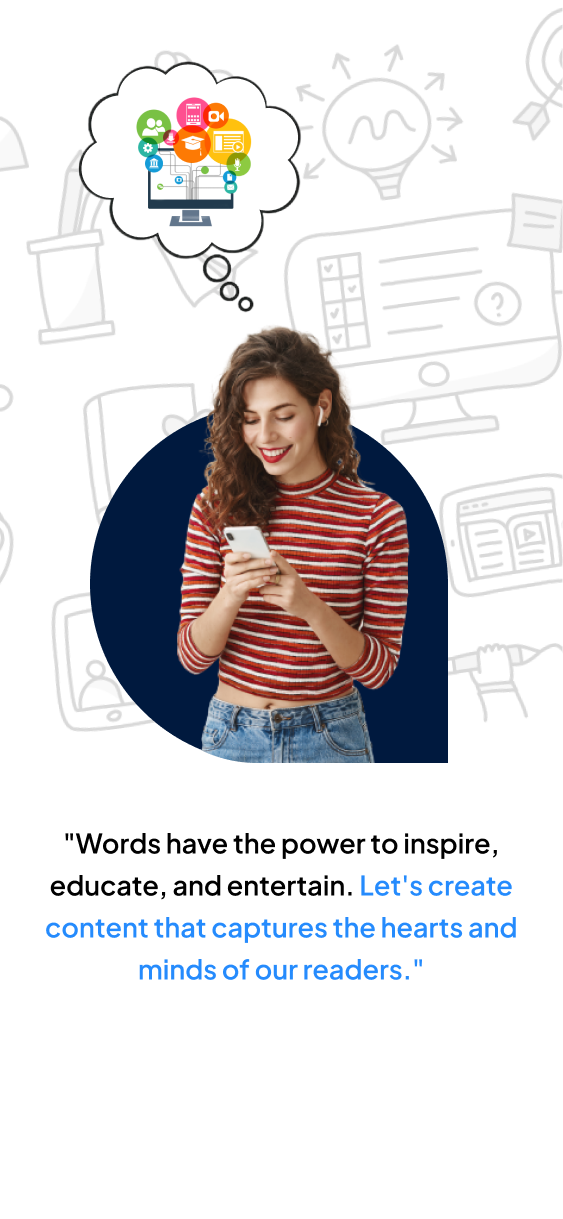 "Words have the power to inspire,
educate, and entertain. Let's create
content that captures the hearts and
minds of our readers."